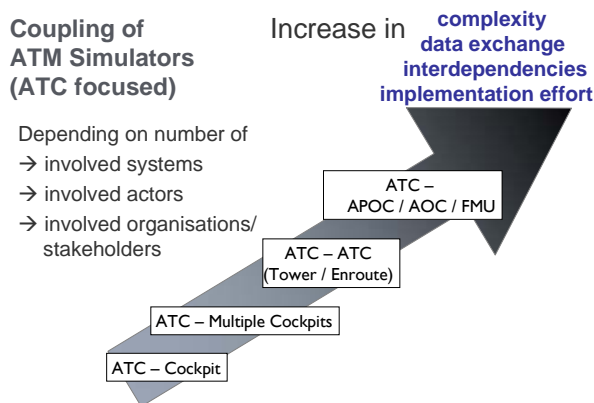 Coupling of
ATM Simulators
(ATC focused)
Increase in
complexity
data exchange
interdependencies
implementation effort
Depending on number of
→ involved systems
→ involved actors
→ involved organisations/
stakeholders
ATC –
APOC / AOC / FMU
ATC – ATC
(Tower / Enroute)
ATC – Multiple Cockpits
ATC – Cockpit